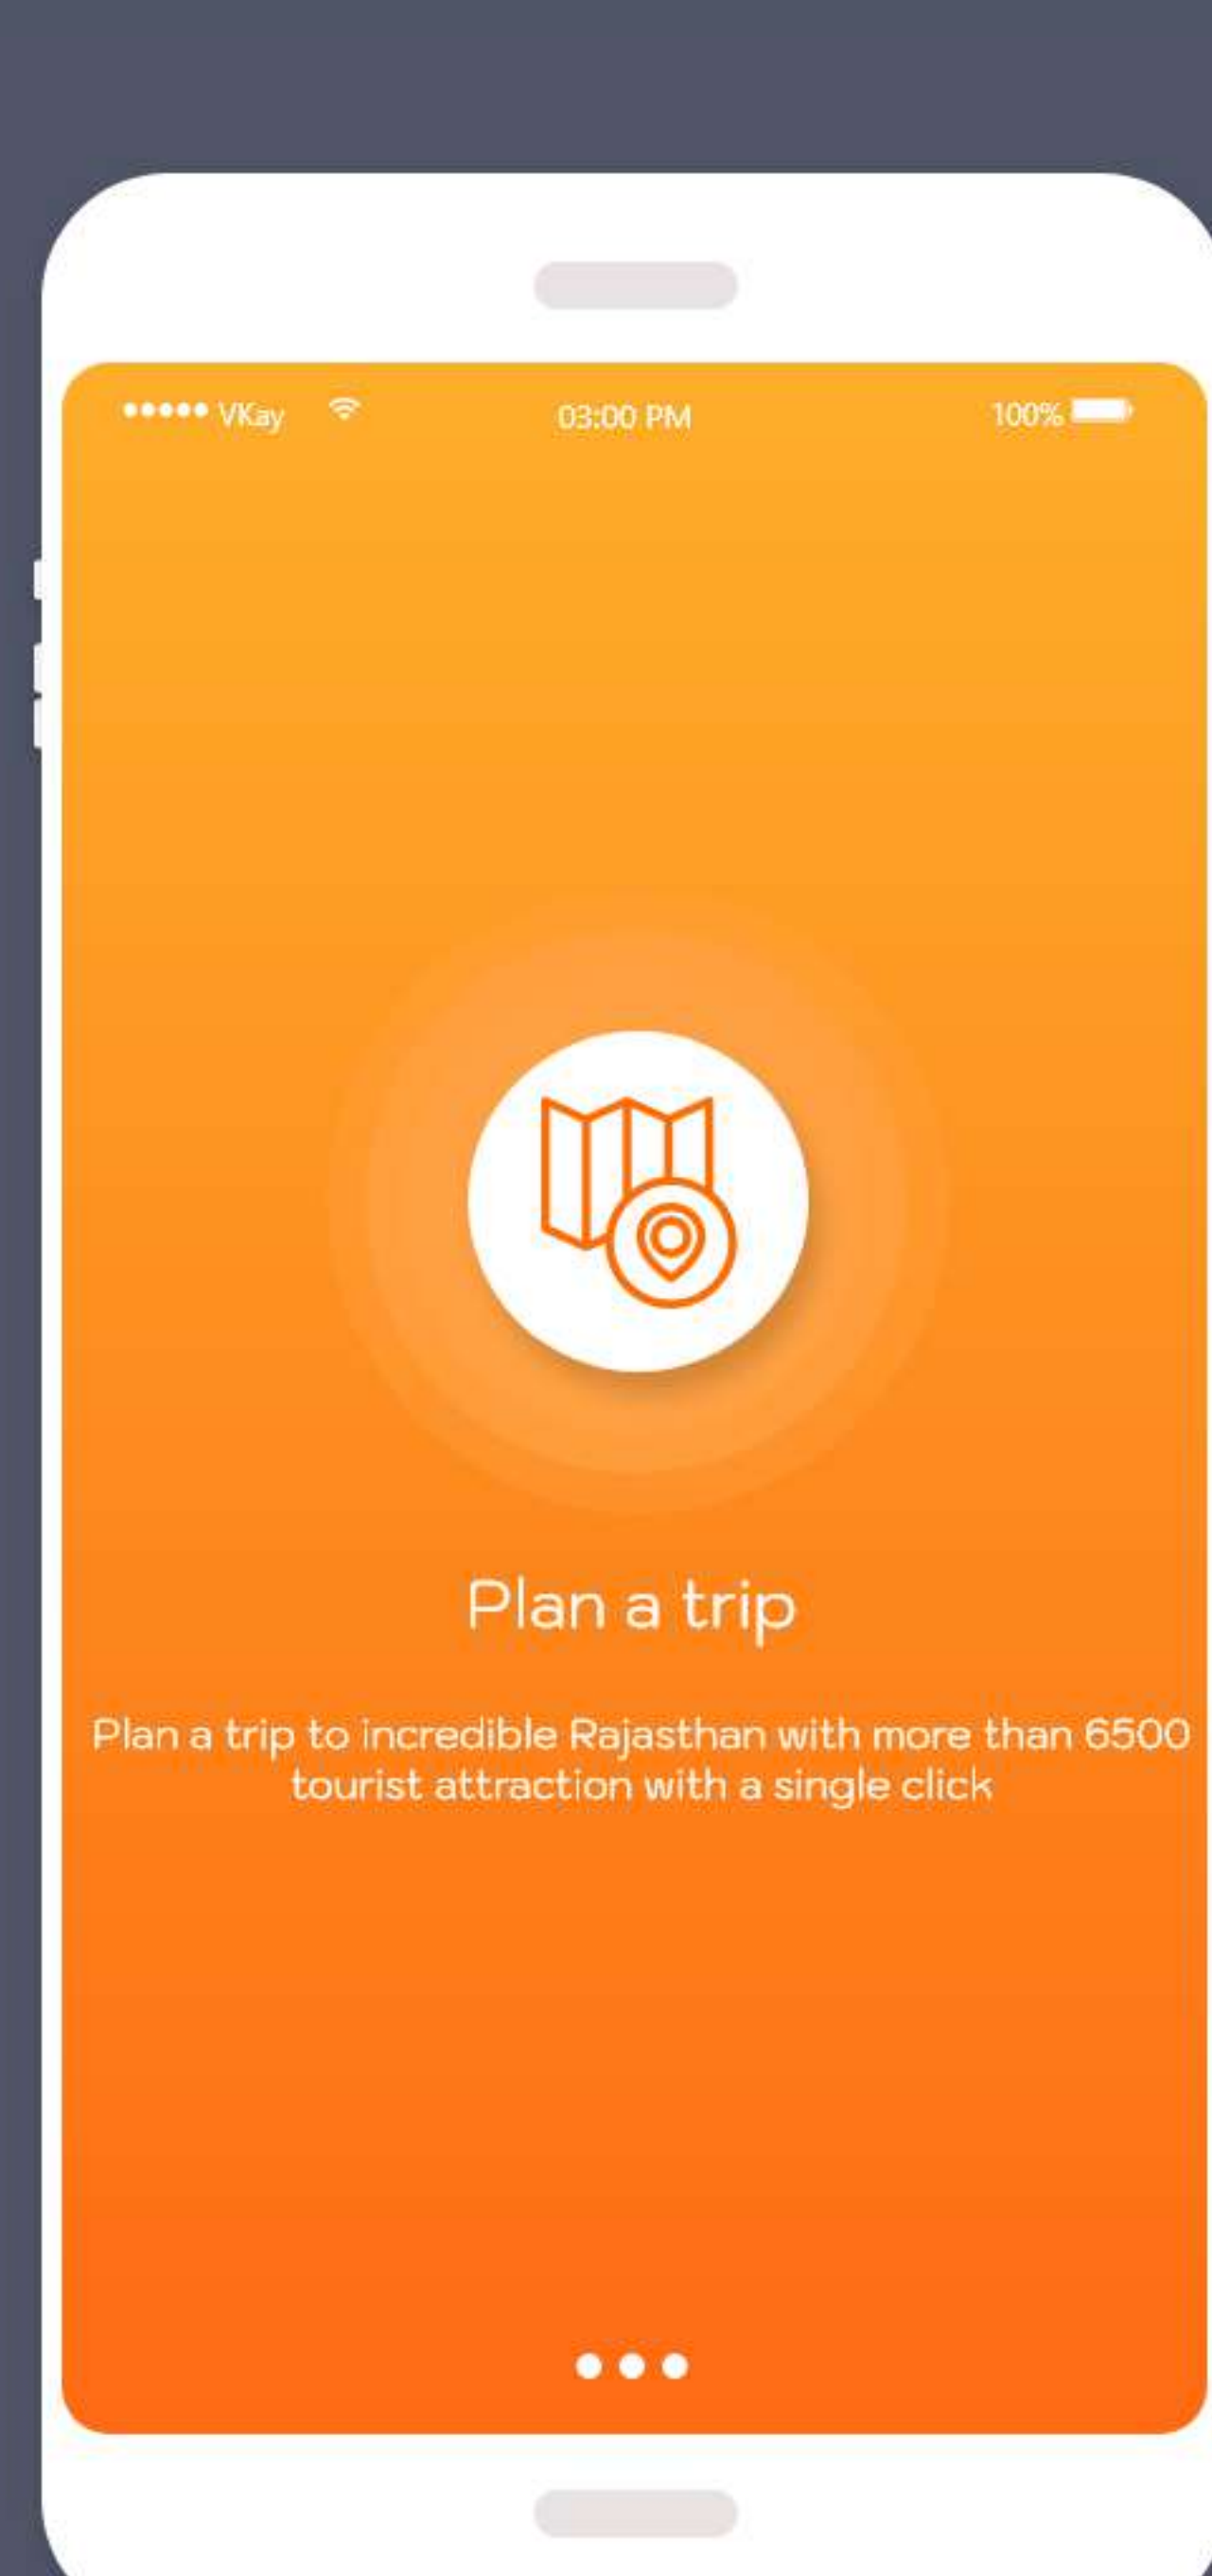 VKay 03:00 PM 100%
Plan a trip
Plan a trip to incredible Rajasthan with more than 6500
tourist attraction with a single click